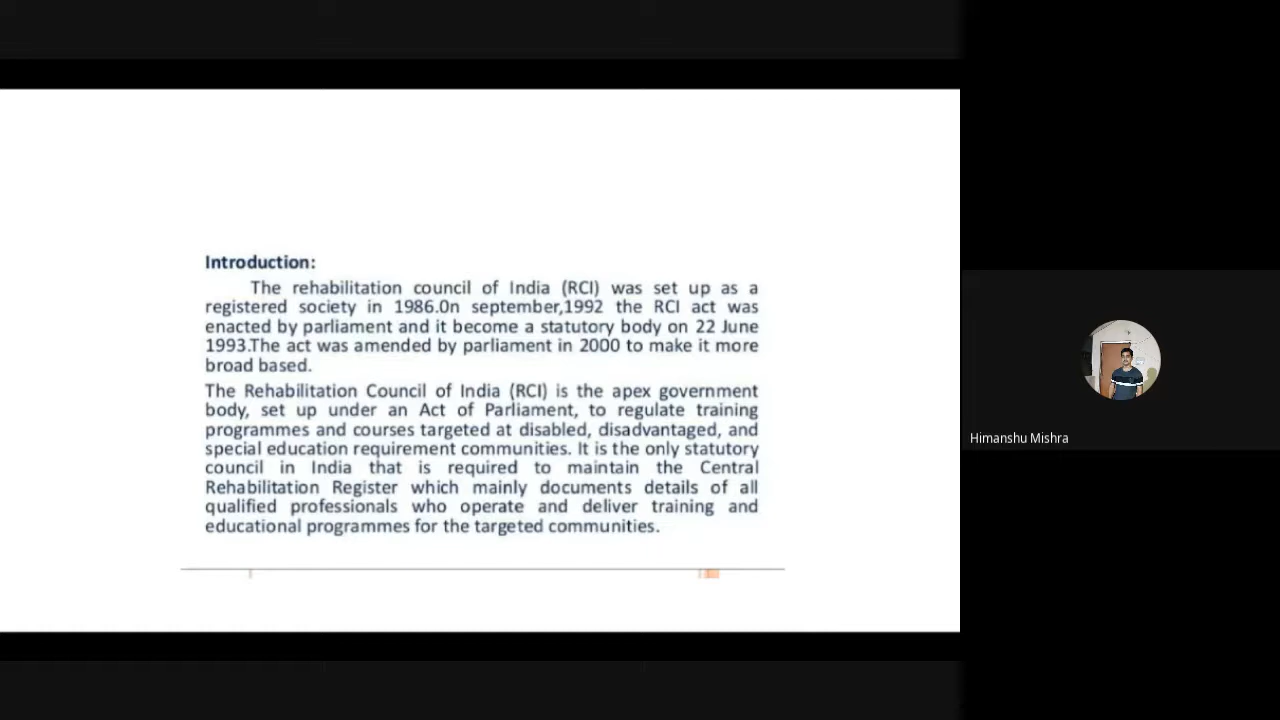 Introduction:
The rehabilitation council of India (RCI) was set up as a
registered society in 1986.0n september,1992 the RCI act was
enacted by parliament and it become a statutory body on 22 June
1993.The act was amended by parliament in 2000 to make it more
broad based.
The Rehabilitation Council of India (RCI) is the apex government
body, set up under an Act of Parliament, to regulate training
programmes and courses targeted at disabled, disadvantaged, and
special education requirement communities. It is the only statutory
council in India that is required to maintain the Central
Rehabilitation Register which mainly documents details of all
qualified professionals who operate and deliver training and
educational programmes for the targeted communities.
Himanshu Mishra